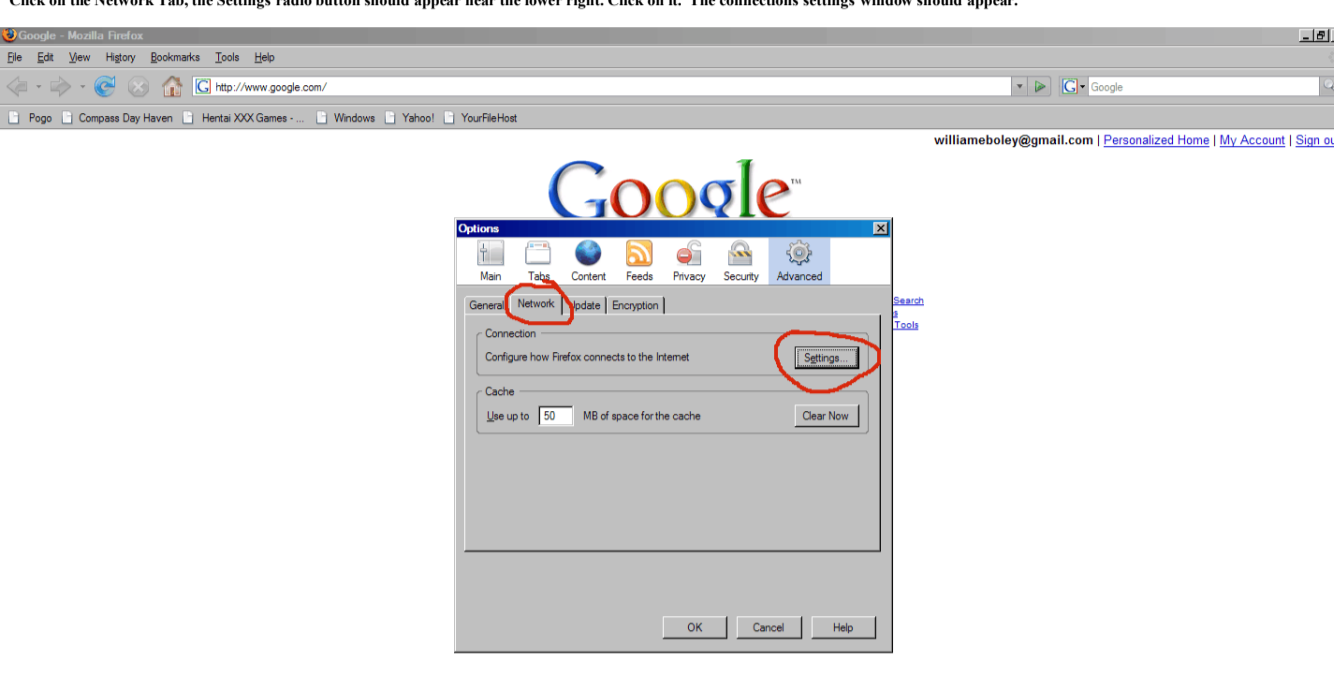 Click on the Network Tab, the Settings radio button should appear near the lower right. Click on it. The connections settings window should appear.
Google - Mozilla Firefox
File Edit View History Bookmarks Tools Help
http://www.google.com/ Google
Pogo Compass Day Haven Hentai XXX Games - ... Windows Yahoo! YourFileHost
williameboley@gmail.com | Personalized Home | My Account | Sign
Google™
Options
Main Tabs Content Feeds Privacy Security Advanced
General Network Update Encryption
Search
s
Tools
Connection
Configure how Firefox connects to the Internet Settings...
Cache
Use up to 50 MB of space for the cache Clear Now
OK Cancel Help